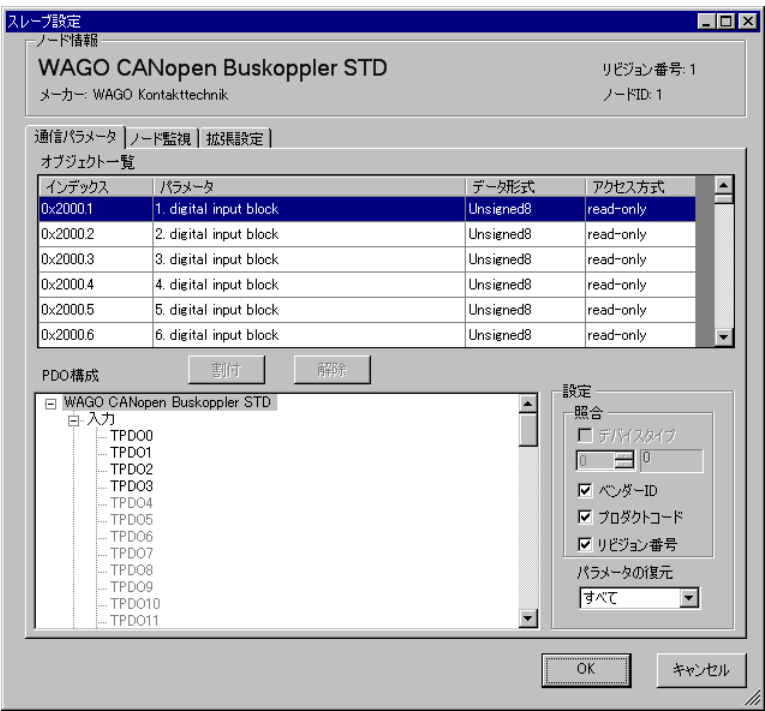 スレーブ設定
ノード情報
WAGO CANopen Buskoppler STD
リビジョン番号: 1
メーカー: WAGO Kontakttechnik
ノードID: 1
通信パラメータ ノード監視 拡張設定
オブジェクト一覧
インデックス パラメータ データ形式 アクセス方式
0x2000.1 1. digital input block Unsigned8 read-only
0x2000.2 2. digital input block Unsigned8 read-only
0x2000.3 3. digital input block Unsigned8 read-only
0x2000.4 4. digital input block Unsigned8 read-only
0x2000.5 5. digital input block Unsigned8 read-only
0x2000.6 6. digital input block Unsigned8 read-only
PDO構成 割付 解除
WAGO CANopen Buskoppler STD
入力
TPDO0
TPDO1
TPDO2
TPDO3
TPDO4
TPDO5
TPDO6
TPDO7
TPDO8
TPDO9
TPDO10
TPDO11
設定
照合
デバイスタイプ
0 0
ベンダーID
プロダクトコード
リビジョン番号
パラメータの復元
すべて
OK キャンセル